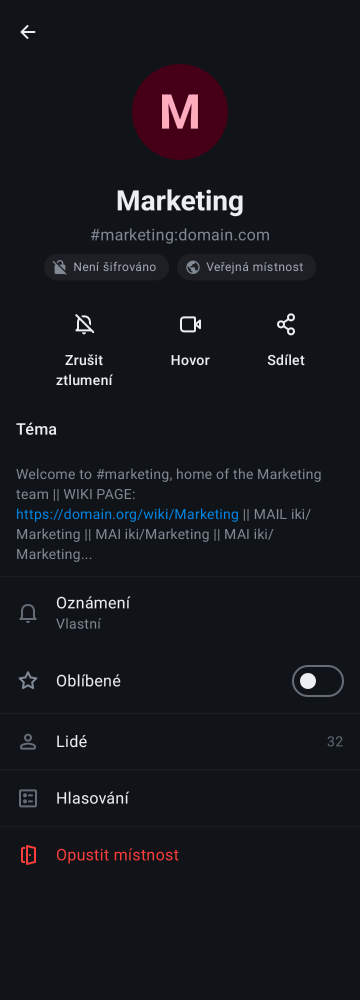 M
Marketing
#marketing:domain.com
Není šifrováno
Veřejná místnost
Zrušit
ztlumení
Hovor
Sdílet
Téma
Welcome to #marketing, home of the Marketing
team || WIKI PAGE:
https://domain.org/wiki/Marketing || MAIL iki/
Marketing || MAI iki/Marketing || MAI iki/
Marketing...
Oznámení
Vlastní
Oblíbené
Lidé 32
Hlasování
Opustit místnost